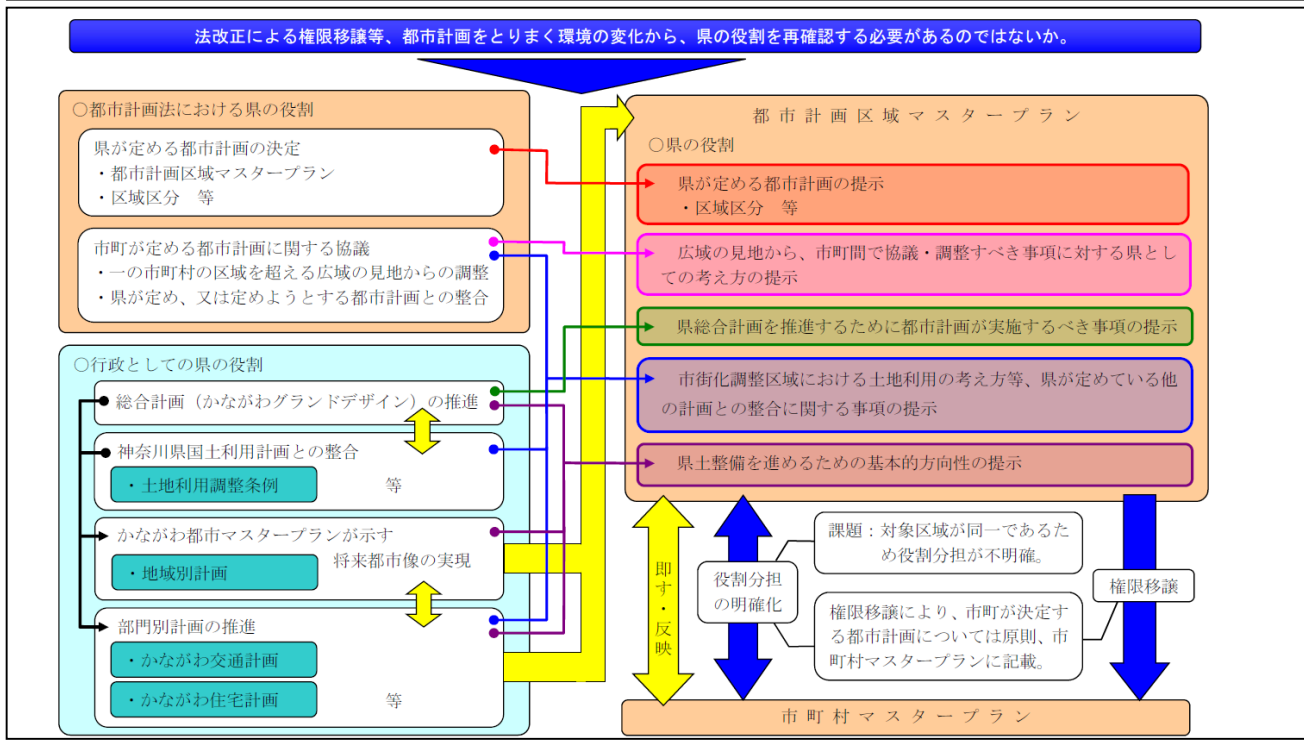 法改正による権限移譲等、都市計画をとりまく環境の変化から、県の役割を再確認する必要があるのではないか。
○都市計画法における県の役割
県が定める都市計画の決定
・都市計画区域マスタープラン
・区域区分　等
市町が定める都市計画に関する協議
・一の市町村の区域を超える広域の見地からの調整
・県が定め、又は定めようとする都市計画との整合
○行政としての県の役割
総合計画（かながわグランドデザイン）の推進
神奈川県国土利用計画との整合
・土地利用調整条例　等
かながわ都市マスタープランが示す
将来都市像の実現
・地域別計画
部門別計画の推進
・かながわ交通計画
・かながわ住宅計画　等
都市計画区域マスタープラン
○県の役割
県が定める都市計画の提示
・区域区分　等
広域の見地から、市町間で協議・調整すべき事項に対する県とし
ての考え方の提示
県総合計画を推進するために都市計画が実施するべき事項の提示
市街化調整区域における土地利用の考え方等、県が定めている他
の計画との整合に関する事項の提示
県土整備を進めるための基本的方向性の提示
即す・反映
役割分担
の明確化
課題：対象区域が同一であるた
め役割分担が不明確。
権限移譲により、市町が決定す
る都市計画については原則、市
町村マスタープランに記載。
権限移譲
市町村マスタープラン